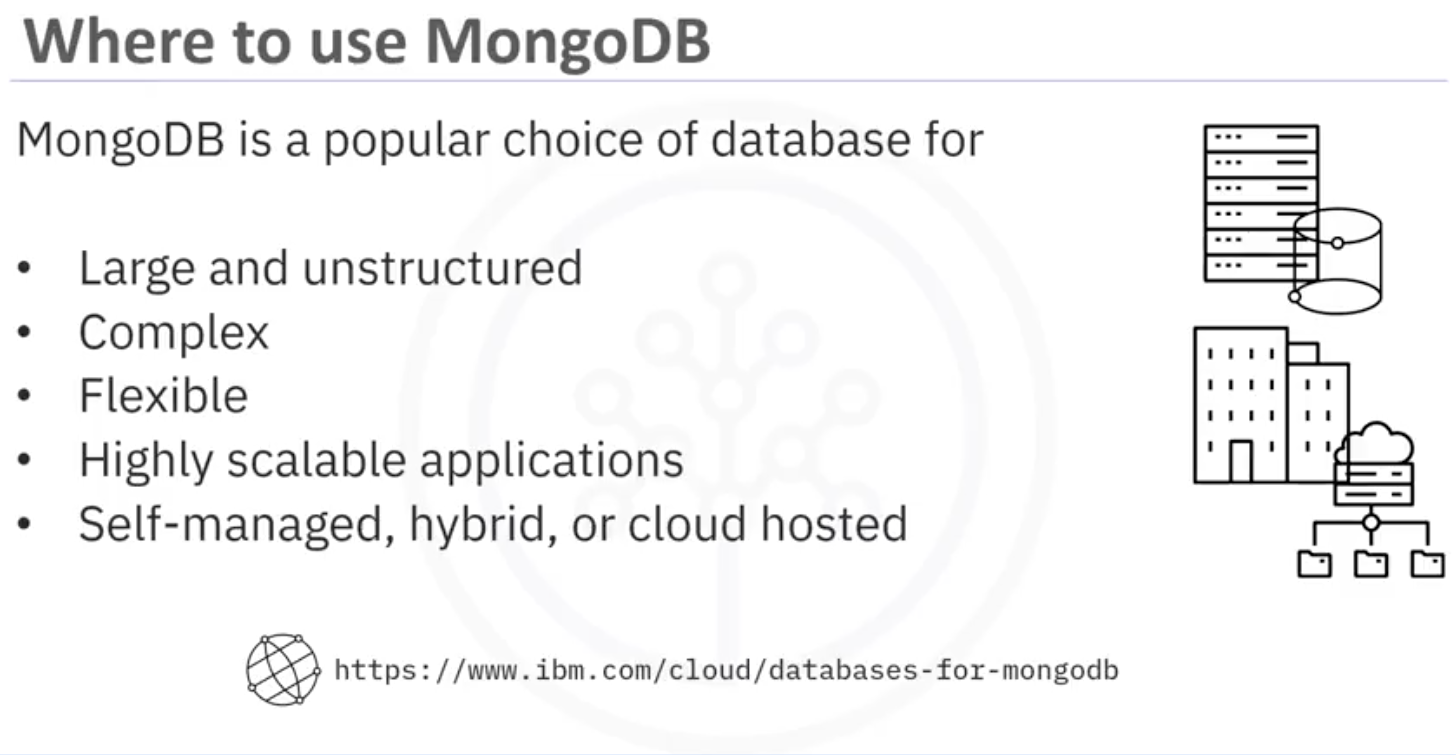 Where to use MongoDB
MongoDB is a popular choice of database for
• Large and unstructured
• Complex
• Flexible
• Highly scalable applications
• Self-managed, hybrid, or cloud hosted
https://www.ibm.com/cloud/databases-for-mongodb